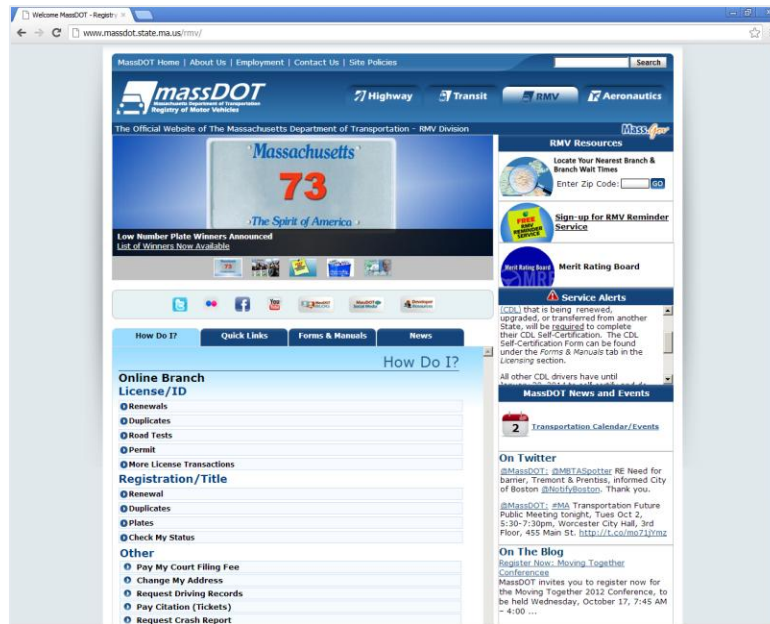 Welcome MassDOT - Registry
www.massdot.state.ma.us/rmv/
MassDOT Home | About Us | Employment | Contact Us | Site Policies
Search
massDOT
Massachusetts Department of Transportation
Registry of Motor Vehicles
Highway
Transit
RMV
Aeronautics
The Official Website of The Massachusetts Department of Transportation - RMV Division
Mass.Gov
Massachusetts
73
The Spirit of America
Low Number Plate Winners Announced
List of Winners Now Available
RMV Resources
Locate Your Nearest Branch &
Branch Wait Times
Enter Zip Code:
GO
FREE
RMV
REMINDER
SERVICE
Sign-up for RMV Reminder
Service
Merit Rating Board
Merit Rating Board
Service Alerts
(CDL) that is being renewed,
upgraded, or transferred from another
State, will be required to complete
their CDL Self-Certification. The CDL
Self-Certification Form can be found
under the Forms & Manuals tab in the
Licensing section.
All other CDL drivers have until
How Do I?
Quick Links
Forms & Manuals
News
How Do I?
Online Branch
License/ID
Renewals
Duplicates
Road Tests
Permit
More License Transactions
Registration/Title
Renewal
Duplicates
Plates
Check My Status
Other
Pay My Court Filing Fee
Change My Address
Request Driving Records
Pay Citation (Tickets)
Request Crash Report
MassDOT News and Events
2
Transportation Calendar/Events
On Twitter
@MassDOT: @MBTASpotter RE Need for
barrier, Tremont & Prentiss, informed City
of Boston @NotifyBoston. Thank you.
@MassDOT: #MA Transportation Future
Public Meeting tonight, Tues Oct 2,
5:30-7:30pm, Worcester City Hall, 3rd
Floor, 455 Main St. http://t.co/mo71jYmz
On The Blog
Register Now: Moving Together
Conferencee
MassDOT invites you to register now for
the Moving Together 2012 Conference, to
be held Wednesday, October 17, 7:45 AM
– 4:00 ...